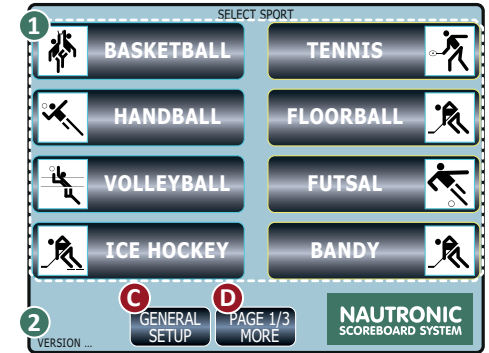 SELECT SPORT
1
BASKETBALL
TENNIS
HANDBALL
FLOORBALL
VOLLEYBALL
FUTSAL
ICE HOCKEY
BANDY
C
D
2
VERSION ...
GENERAL
SETUP
PAGE 1/3
MORE
NAUTRONIC
SCOREBOARD SYSTEM